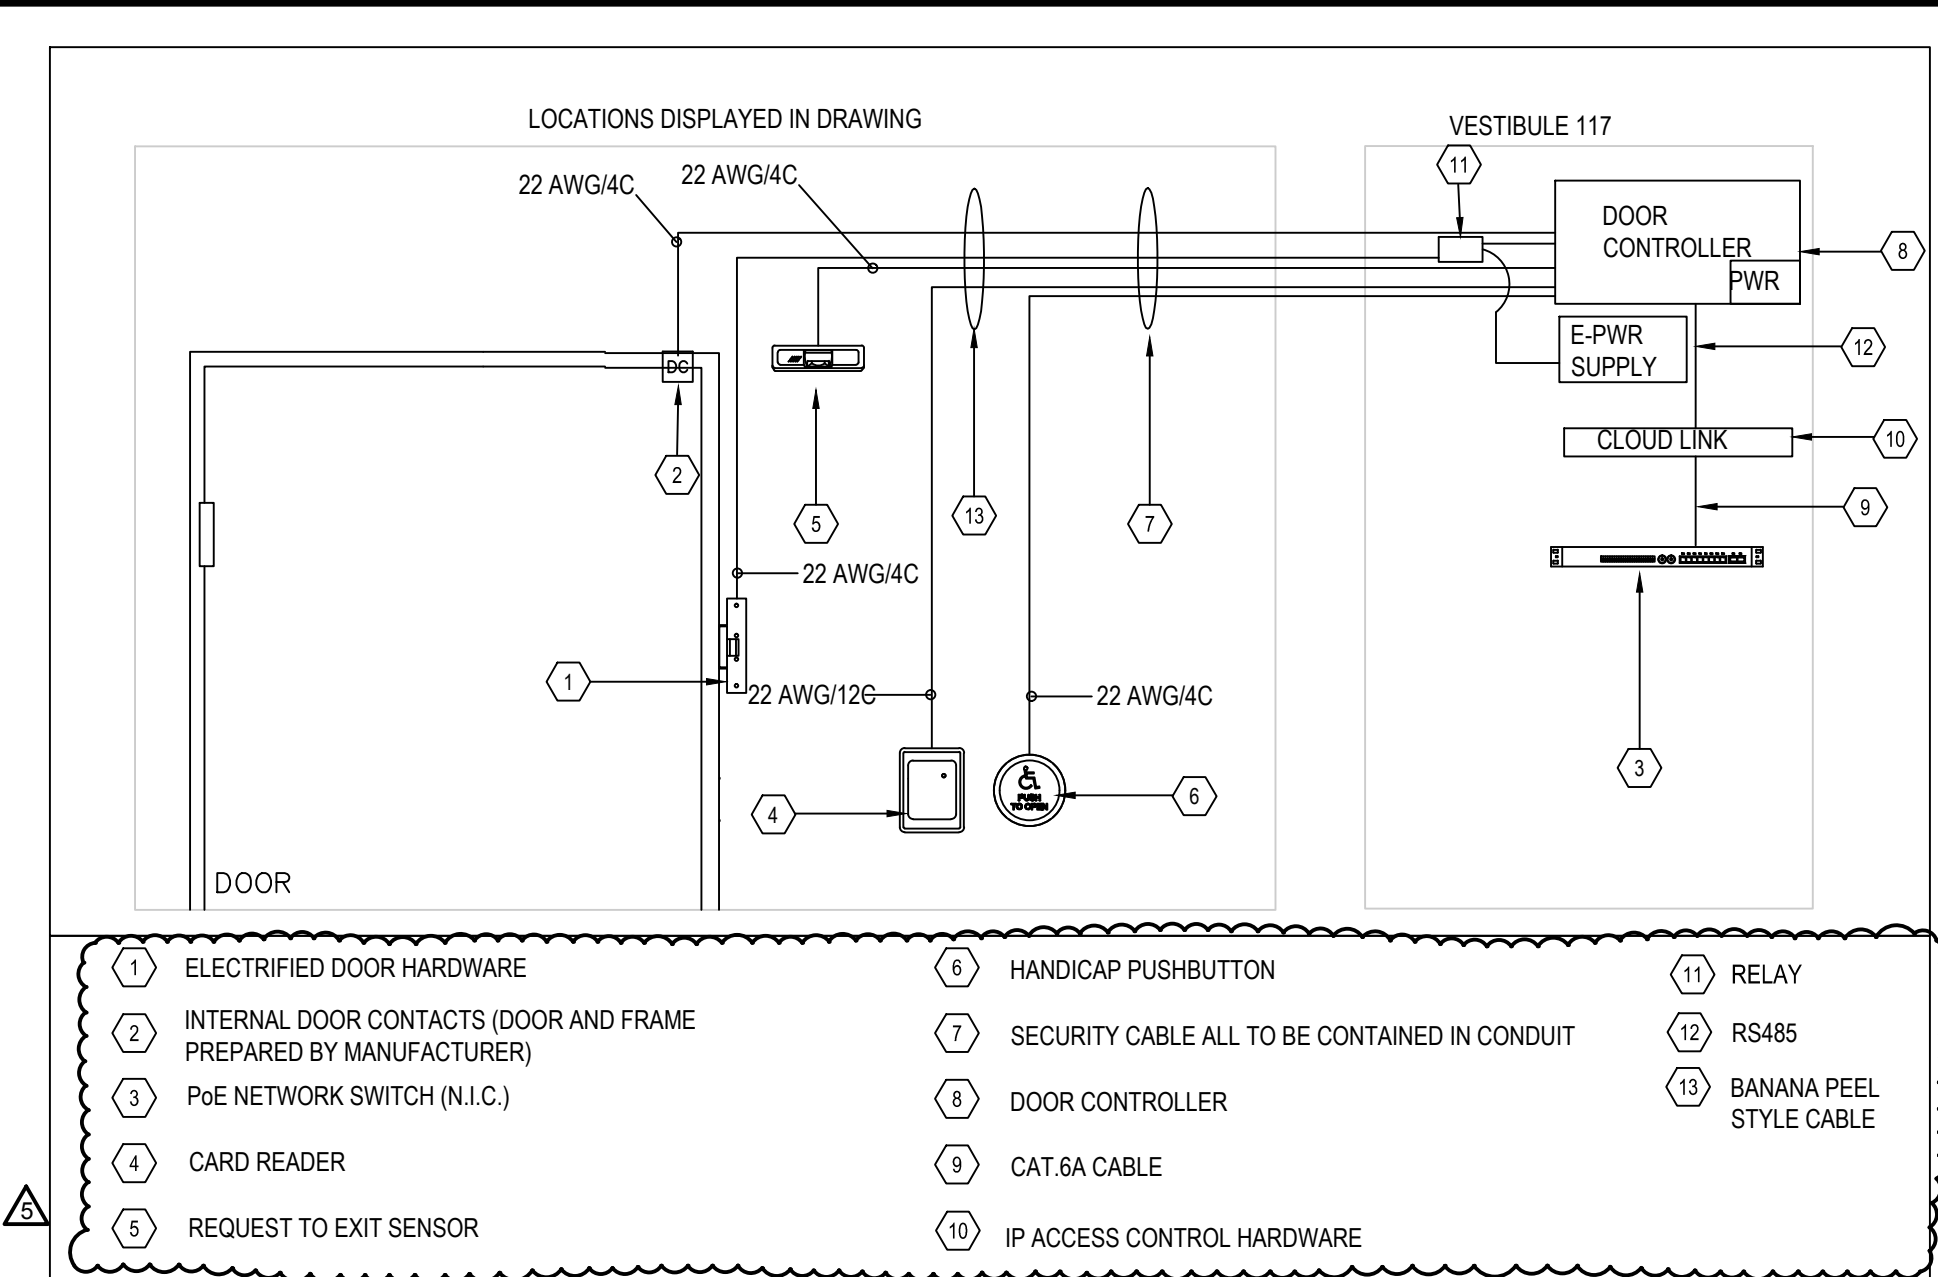 LOCATIONS DISPLAYED IN DRAWING
VESTIBULE 117
22 AWG/4C
22 AWG/4C
11
DOOR
CONTROLLER
PWR
8
E-PWR
SUPPLY
12
DC
CLOUD LINK
10
2
5
13
7
9
22 AWG/4C
1
22 AWG/12C
22 AWG/4C
3
PUSH
TO OPEN
6
4
DOOR
1 ELECTRIFIED DOOR HARDWARE
2 INTERNAL DOOR CONTACTS (DOOR AND FRAME
PREPARED BY MANUFACTURER)
3 PoE NETWORK SWITCH (N.I.C.)
4 CARD READER
5 REQUEST TO EXIT SENSOR
6 HANDICAP PUSHBUTTON
7 SECURITY CABLE ALL TO BE CONTAINED IN CONDUIT
8 DOOR CONTROLLER
9 CAT.6A CABLE
10 IP ACCESS CONTROL HARDWARE
11 RELAY
12 RS485
13 BANANA PEEL
STYLE CABLE
5